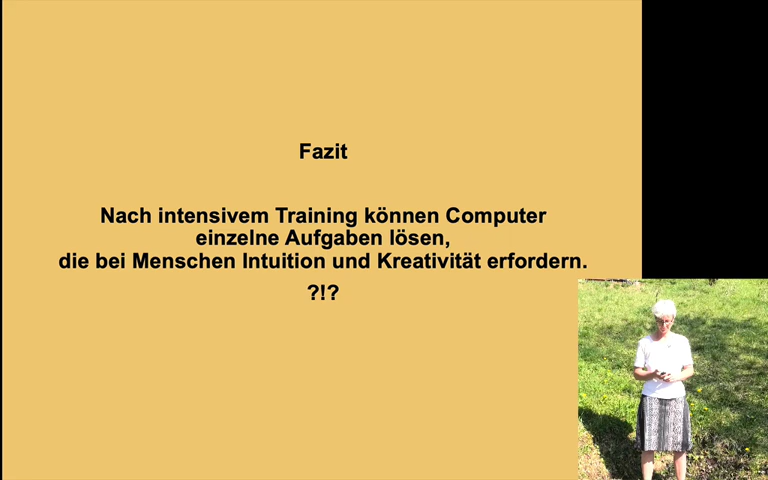 Fazit
Nach intensivem Training können Computer
einzelne Aufgaben lösen,
die bei Menschen Intuition und Kreativität erfordern.
?!?